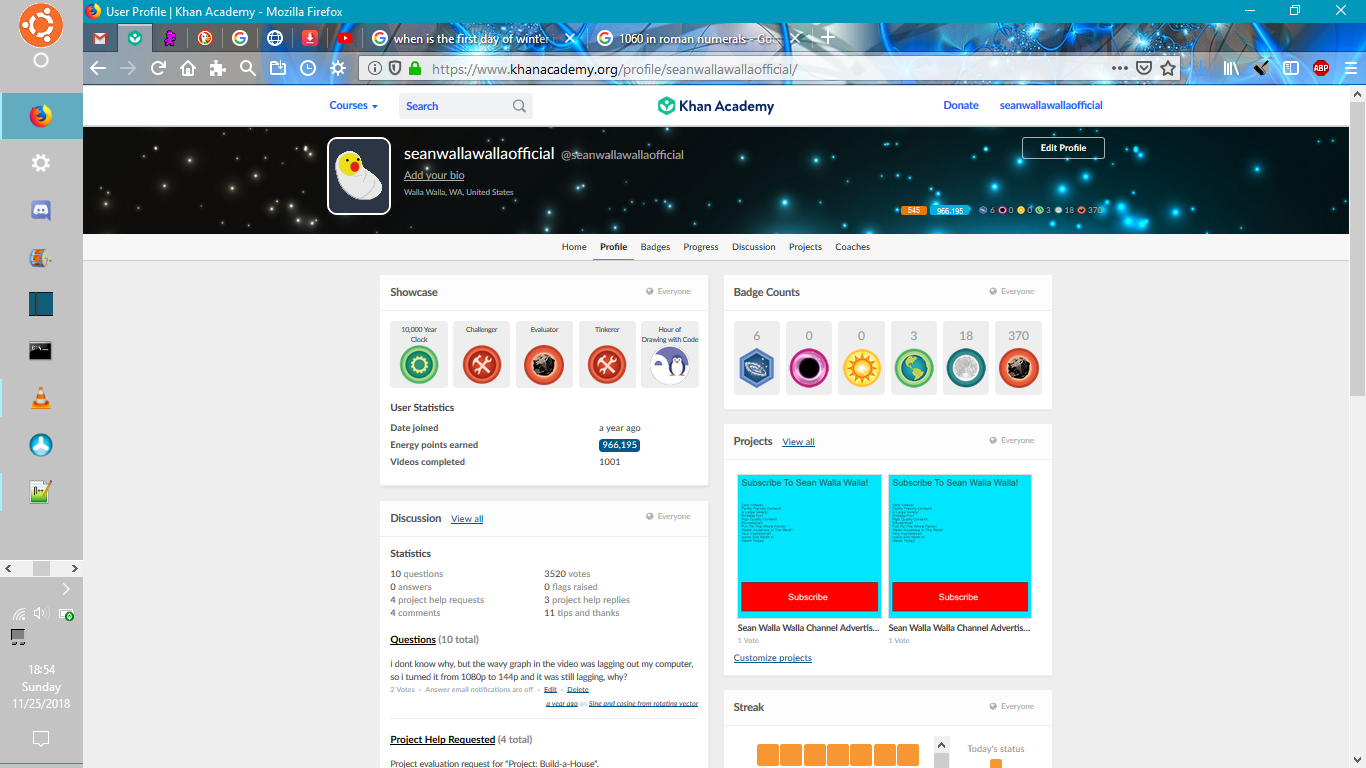 User Profile | Khan Academy - Mozilla Firefox
when is the first day of winter
1060 in roman numerals - Goo
https://www.khanacademy.org/profile/seanwallawallaofficial/
ABP
Courses
Search
Khan Academy
Donate
seanwallawallaofficial
seanwallawallaofficial @seanwallawallaofficial
Add your bio
Walla Walla, WA, United States
Edit Profile
545 966,195 6 0 0 3 18 370
Home Profile Badges Progress Discussion Projects Coaches
Showcase
Everyone
10,000 Year Clock
Challenger
Evaluator
Tinkerer
Hour of Drawing with Code
User Statistics
Date joined a year ago
Energy points earned 966,195
Videos completed 1001
Badge Counts
Everyone
6 0 0 3 18 370
Projects View all
Everyone
Subscribe To Sean Walla Walla!
Subscribe
Sean Walla Walla Channel Advertis...
1 Vote
Subscribe To Sean Walla Walla!
Subscribe
Sean Walla Walla Channel Advertis...
1 Vote
Customize projects
Discussion View all
Everyone
Statistics
10 questions 3520 votes
0 answers 0 flags raised
4 project help requests 3 project help replies
4 comments 11 tips and thanks
Questions (10 total)
i dont know why, but the wavy graph in the video was lagging out my computer,
so i turned it from 1080p to 144p and it was still lagging, why?
2 Votes • Answer email notifications are off • Edit • Delete
a year ago on Sine and cosine from rotating vector
Project Help Requested (4 total)
Project evaluation request for "Project: Build-a-House".
Streak
Everyone
Today's status
18:54
Sunday
11/25/2018